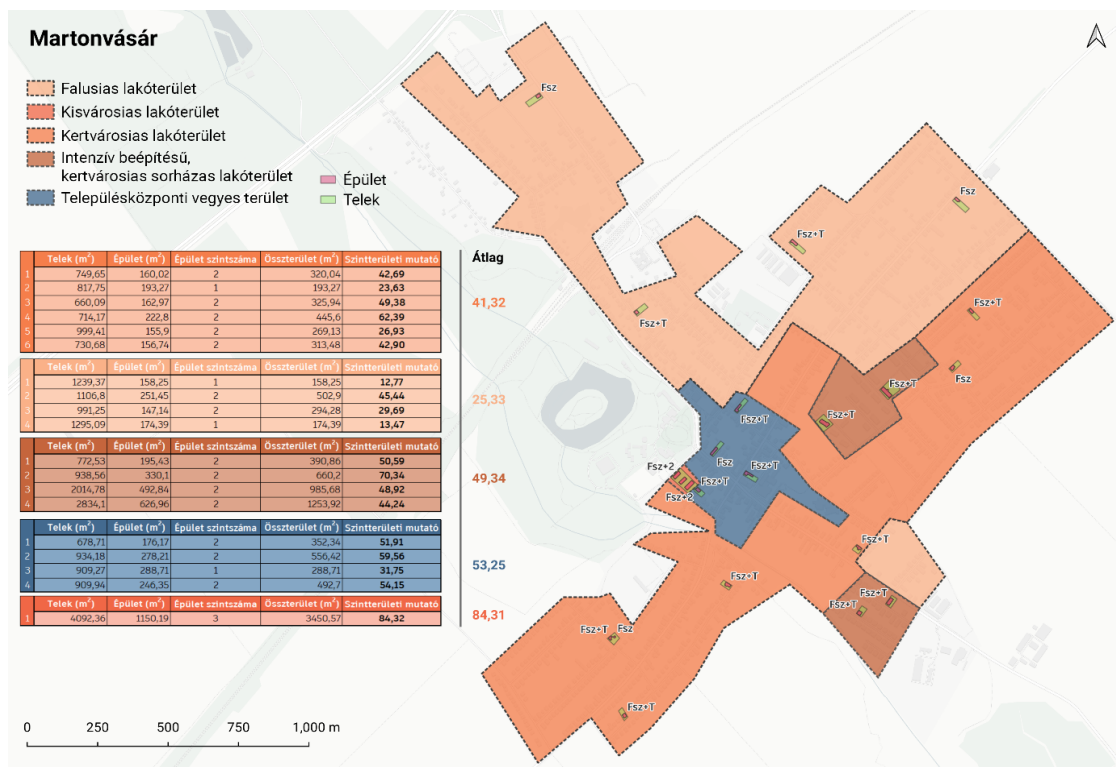 Martonvásár
Falusias lakóterület
Kisvárosias lakóterület
Kertvárosias lakóterület
Intenzív beépítésű,
kertvárosias sorházas lakóterület
Településközponti vegyes terület
Épület
Telek
Telek (m²) Épület (m²) Épület szintszáma Összterület (m²) Szintterületi mutató
1 749,65 160,02 2 320,04 42,69
2 817,75 193,27 1 193,27 23,63
3 660,09 162,97 2 325,94 49,38
4 714,17 222,8 2 445,6 62,39
5 999,41 155,9 2 269,13 26,93
6 730,68 156,74 2 313,48 42,90
Telek (m²) Épület (m²) Épület szintszáma Összterület (m²) Szintterületi mutató
1 1239,37 158,25 1 158,25 12,77
2 1106,8 251,45 2 502,9 45,44
3 991,25 147,14 2 294,28 29,69
4 1295,09 174,39 1 174,39 13,47
Telek (m²) Épület (m²) Épület szintszáma Összterület (m²) Szintterületi mutató
1 772,53 195,43 2 390,86 50,59
2 938,56 330,1 2 660,2 70,34
3 2014,78 492,84 2 985,68 48,92
4 2834,1 626,96 2 1253,92 44,24
Telek (m²) Épület (m²) Épület szintszáma Összterület (m²) Szintterületi mutató
1 678,71 176,17 2 352,34 51,91
2 934,18 278,21 2 556,42 59,56
3 909,27 288,71 1 288,71 31,75
4 909,94 246,35 2 492,7 54,15
Telek (m²) Épület (m²) Épület szintszáma Összterület (m²) Szintterületi mutató
1 4092,36 1150,19 3 3450,57 84,32
Átlag
41,32
25,33
49,34
53,25
84,31
Fsz
Fsz
Fsz+T
Fsz+T
Fsz+T
Fsz
Fsz+T
Fsz+T
Fsz+T
Fsz
Fsz+T
Fsz+2
Fsz+T
Fsz+2
Fsz+T
Fsz+T
Fsz+T
Fsz+T
Fsz+T
Fsz
Fsz+T
0 250 500 750 1,000 m